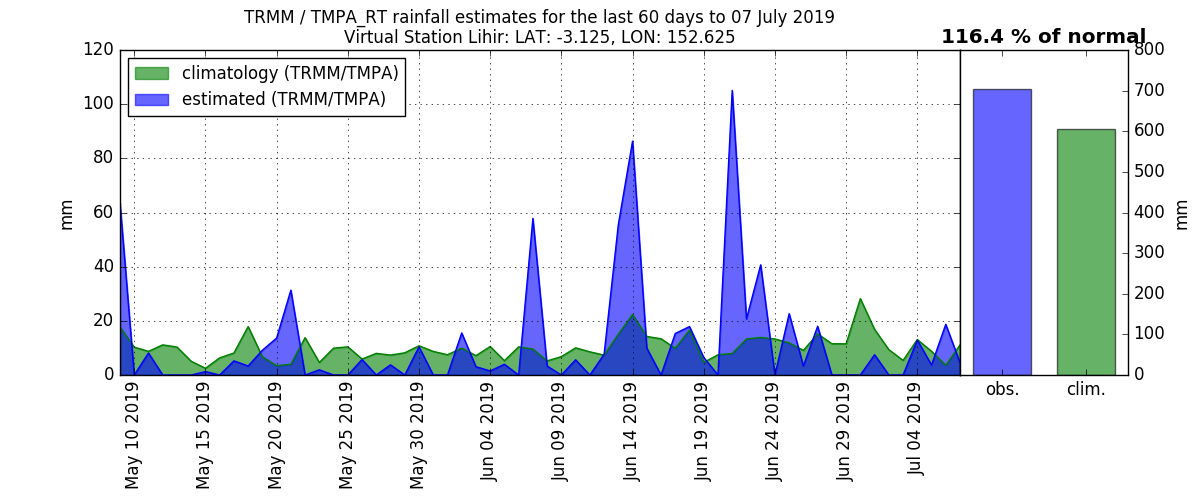 TRMM / TMPA_RT rainfall estimates for the last 60 days to 07 July 2019
Virtual Station Lihir: LAT: -3.125, LON: 152.625
116.4 % of normal
climatology (TRMM/TMPA)
estimated (TRMM/TMPA)
120
100
80
60
40
20
0
mm
May 10 2019
May 15 2019
May 20 2019
May 25 2019
May 30 2019
Jun 04 2019
Jun 09 2019
Jun 14 2019
Jun 19 2019
Jun 24 2019
Jun 29 2019
Jul 04 2019
800
700
600
500
400
300
200
100
0
mm
obs.
clim.